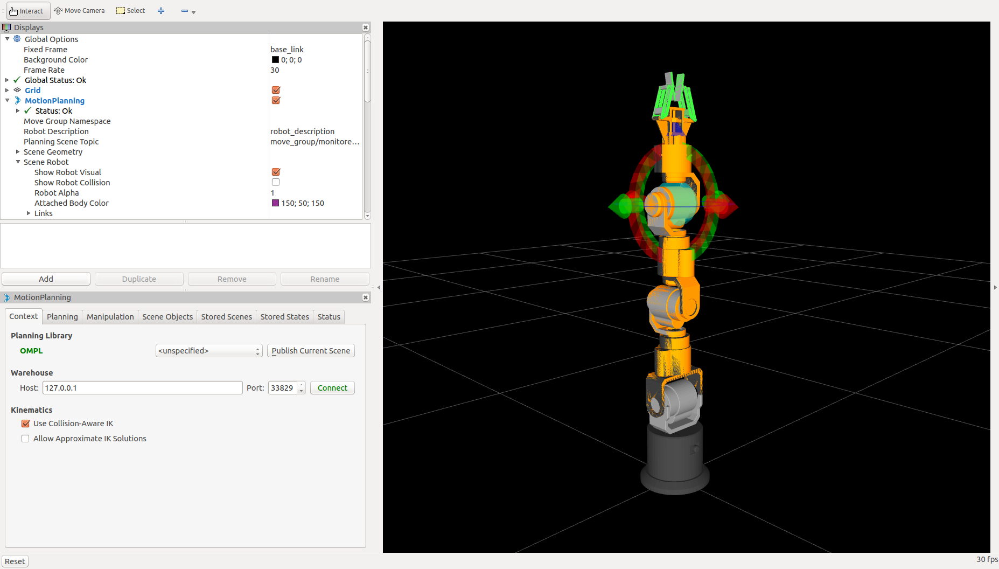 Interact Move Camera Select
Displays
Global Options
Fixed Frame base_link
Background Color 0; 0; 0
Frame Rate 30
Global Status: Ok
Grid
MotionPlanning
Status: Ok
Move Group Namespace
Robot Description robot_description
Planning Scene Topic move_group/monitore...
Scene Geometry
Scene Robot
Show Robot Visual
Show Robot Collision
Robot Alpha 1
Attached Body Color 150; 50; 150
Links
Add Duplicate Remove Rename
MotionPlanning
Context Planning Manipulation Scene Objects Stored Scenes Stored States Status
Planning Library
OMPL <unspecified> Publish Current Scene
Warehouse
Host: 127.0.0.1 Port: 33829 Connect
Kinematics
Use Collision-Aware IK
Allow Approximate IK Solutions
Reset 30 fps